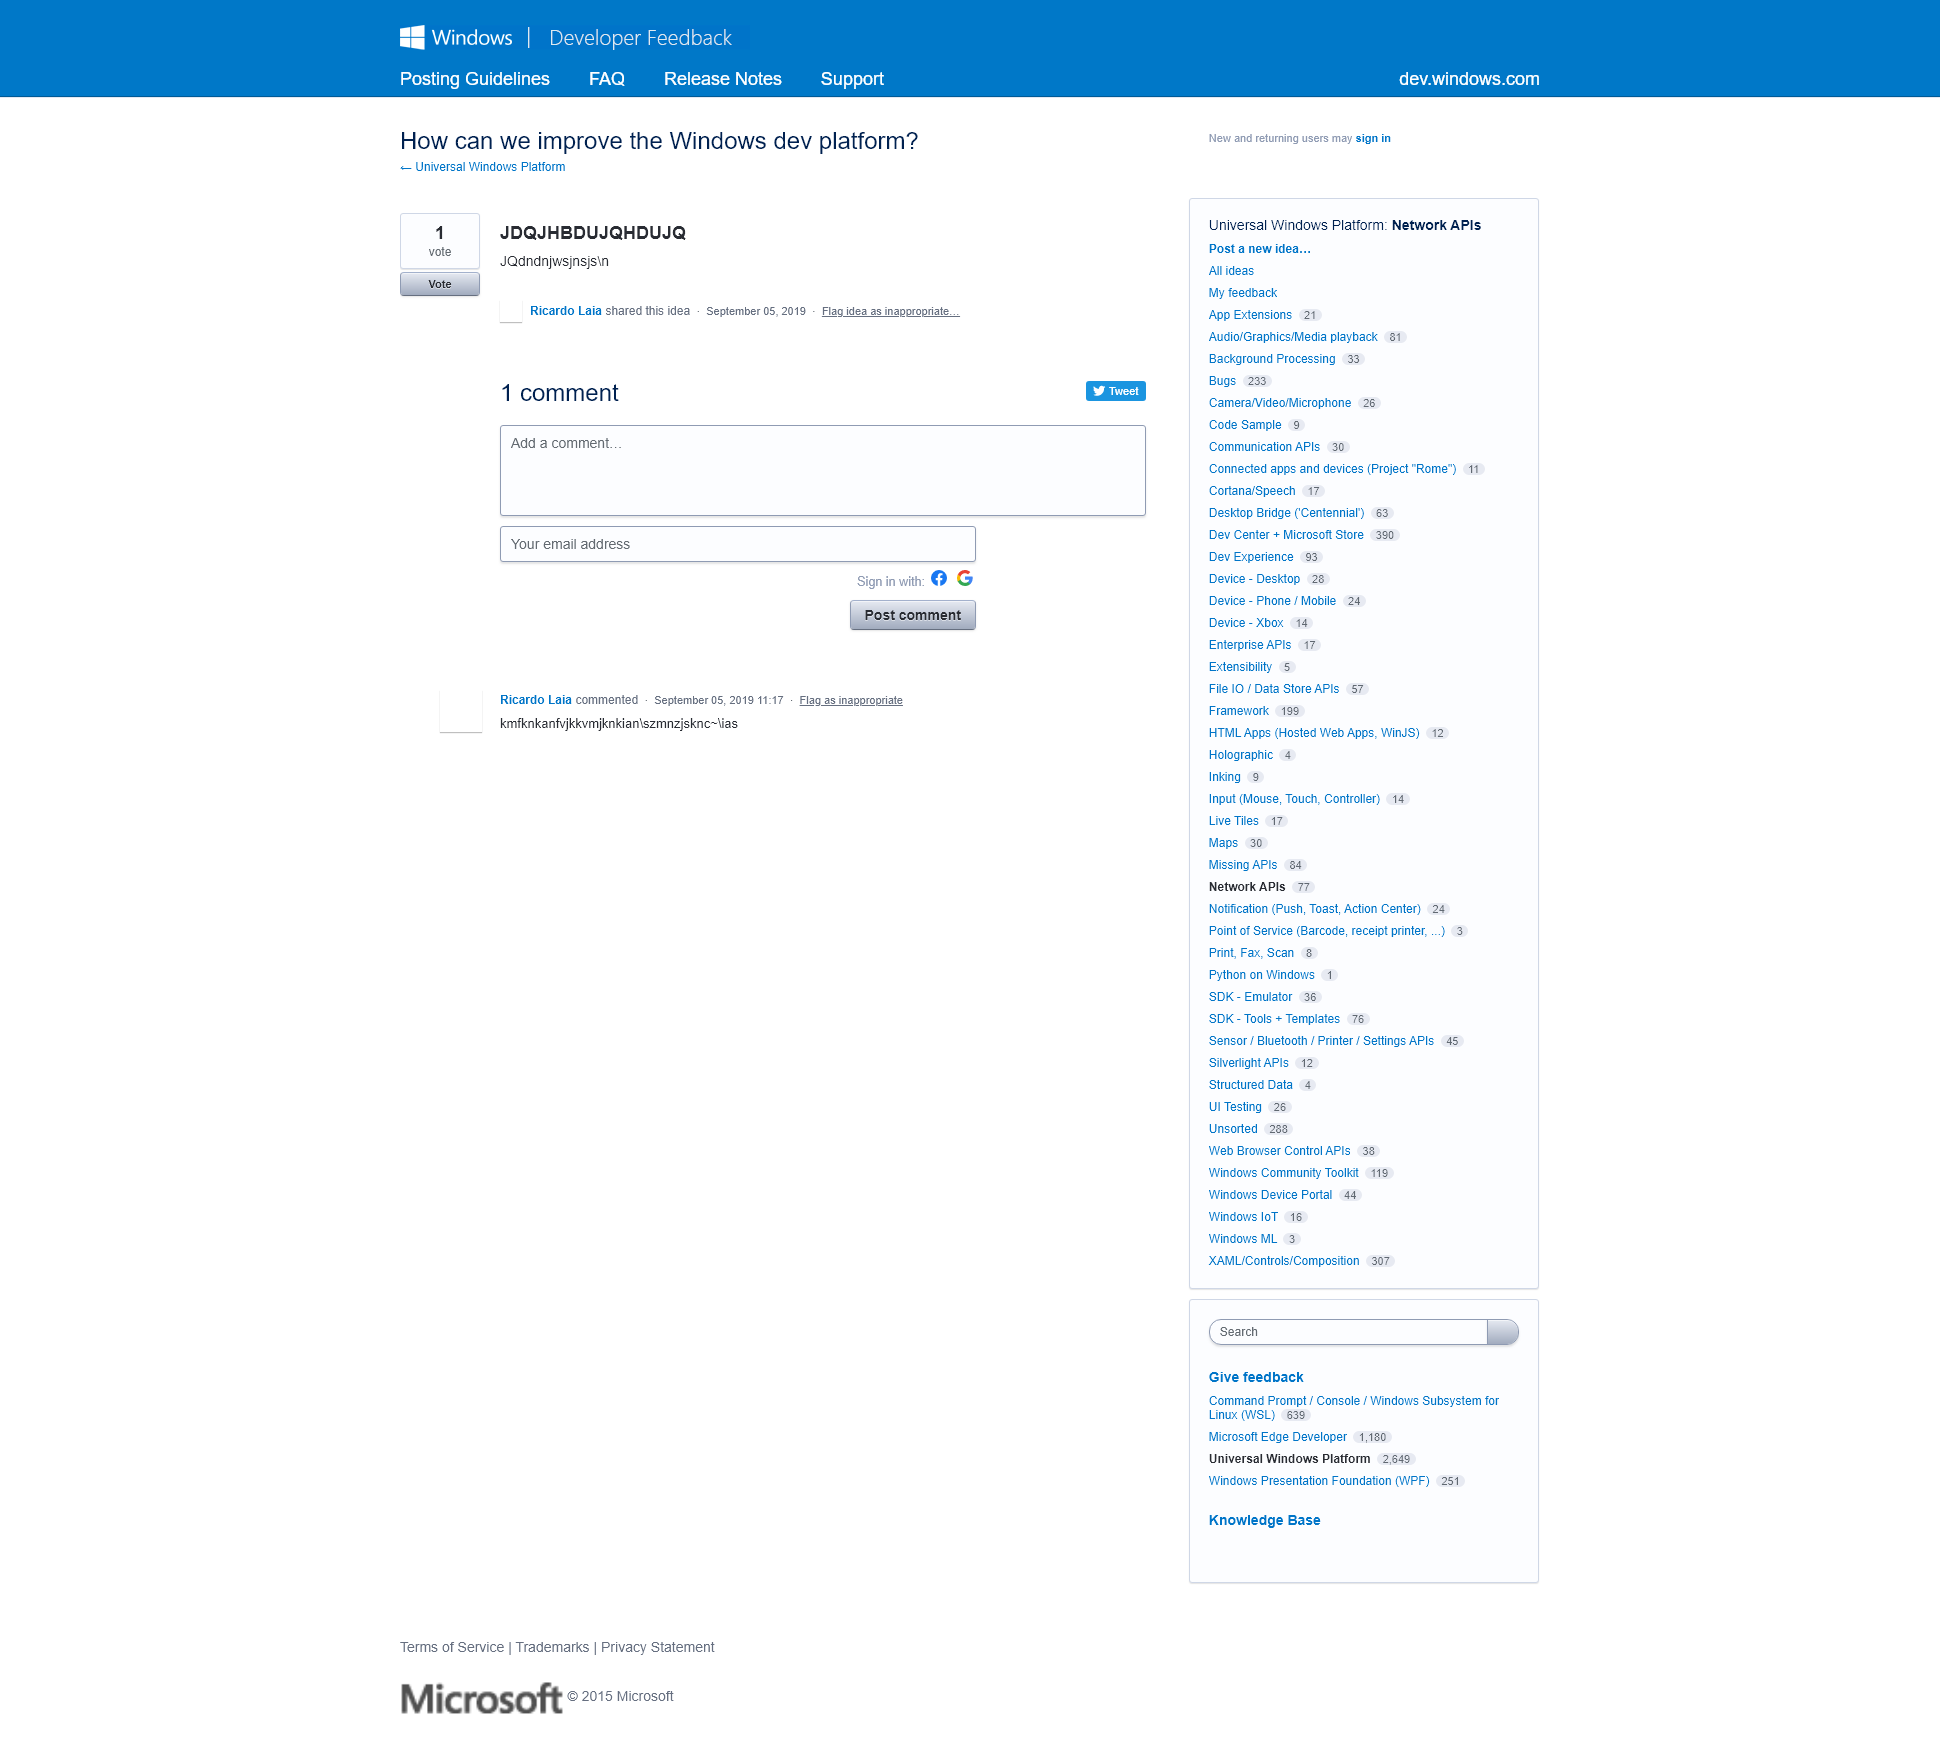 Windows | Developer Feedback
Posting Guidelines FAQ Release Notes Support dev.windows.com
How can we improve the Windows dev platform?
← Universal Windows Platform
New and returning users may sign in
1
vote
Vote
JDQJHBDUJQHDUJQ
JQdndnjwsjnsjs\n
Ricardo Laia shared this idea · September 05, 2019 · Flag idea as inappropriate…
1 comment
Tweet
Add a comment…
Your email address
Sign in with:
Post comment
Ricardo Laia commented · September 05, 2019 11:17 · Flag as inappropriate
kmfknkanfvjkkvmjknkian\szmnzjsknc~\ias
Universal Windows Platform: Network APIs
Post a new idea…
All ideas
My feedback
App Extensions 21
Audio/Graphics/Media playback 81
Background Processing 33
Bugs 233
Camera/Video/Microphone 26
Code Sample 9
Communication APIs 30
Connected apps and devices (Project "Rome") 11
Cortana/Speech 17
Desktop Bridge ('Centennial') 63
Dev Center + Microsoft Store 390
Dev Experience 93
Device - Desktop 28
Device - Phone / Mobile 24
Device - Xbox 14
Enterprise APIs 17
Extensibility 5
File IO / Data Store APIs 57
Framework 199
HTML Apps (Hosted Web Apps, WinJS) 12
Holographic 4
Inking 9
Input (Mouse, Touch, Controller) 14
Live Tiles 17
Maps 30
Missing APIs 84
Network APIs 77
Notification (Push, Toast, Action Center) 24
Point of Service (Barcode, receipt printer, ...) 3
Print, Fax, Scan 8
Python on Windows 1
SDK - Emulator 36
SDK - Tools + Templates 76
Sensor / Bluetooth / Printer / Settings APIs 45
Silverlight APIs 12
Structured Data 4
UI Testing 26
Unsorted 288
Web Browser Control APIs 38
Windows Community Toolkit 119
Windows Device Portal 44
Windows IoT 16
Windows ML 3
XAML/Controls/Composition 307
Search
Give feedback
Command Prompt / Console / Windows Subsystem for
Linux (WSL) 639
Microsoft Edge Developer 1,180
Universal Windows Platform 2,649
Windows Presentation Foundation (WPF) 251
Knowledge Base
Terms of Service | Trademarks | Privacy Statement
Microsoft © 2015 Microsoft